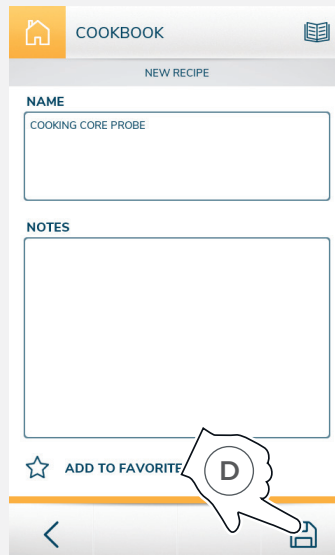 COOKBOOK
NEW RECIPE
NAME
COOKING CORE PROBE
NOTES
ADD TO FAVORITE
D